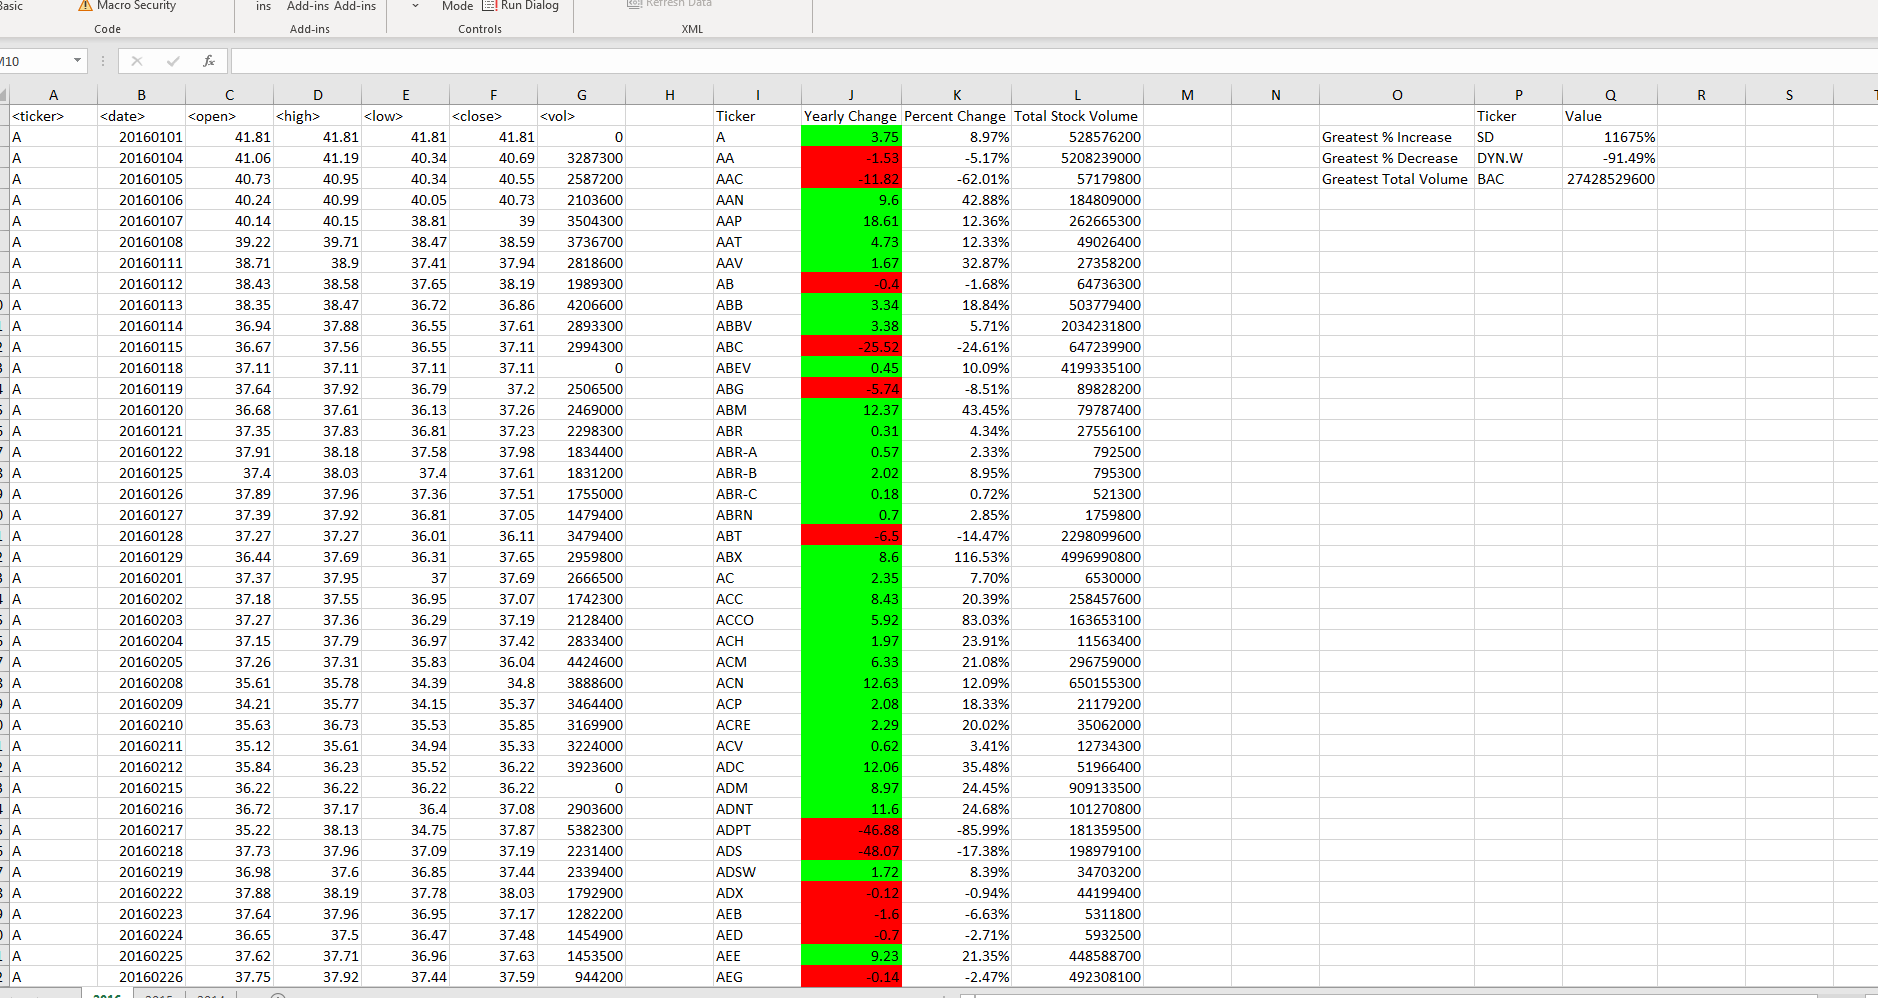 Basic Macro Security ins Add-ins Add-ins Mode Run Dialog Refresh Data
Code Add-ins Controls XML
M10 fx
A B C D E F G H I J K L M N O P Q R S T
<ticker> <date> <open> <high> <low> <close> <vol> Ticker Yearly Change Percent Change Total Stock Volume Ticker Value
A 20160101 41.81 41.81 41.81 41.81 0 A 3.75 8.97% 528576200 Greatest % Increase SD 11675%
A 20160104 41.06 41.19 40.34 40.69 3287300 AA -1.53 -5.17% 5208239000 Greatest % Decrease DYN.W -91.49%
A 20160105 40.73 40.95 40.34 40.55 2587200 AAC -11.82 -62.01% 57179800 Greatest Total Volume BAC 27428529600
A 20160106 40.24 40.99 40.05 40.73 2103600 AAN 9.6 42.88% 184809000
A 20160107 40.14 40.15 38.81 39 3504300 AAP 18.61 12.36% 262665300
A 20160108 39.22 39.71 38.47 38.59 3736700 AAT 4.73 12.33% 49026400
A 20160111 38.71 38.9 37.41 37.94 2818600 AAV 1.67 32.87% 27358200
A 20160112 38.43 38.58 37.65 38.19 1989300 AB -0.4 -1.68% 64736300
A 20160113 38.35 38.47 36.72 36.86 4206600 ABB 3.34 18.84% 503779400
A 20160114 36.94 37.88 36.55 37.61 2893300 ABBV 3.38 5.71% 2034231800
A 20160115 36.67 37.56 36.55 37.11 2994300 ABC -25.52 -24.61% 647239900
A 20160118 37.11 37.11 37.11 37.11 0 ABEV 0.45 10.09% 4199335100
A 20160119 37.64 37.92 36.79 37.2 2506500 ABG -5.74 -8.51% 89828200
A 20160120 36.68 37.61 36.13 37.26 2469000 ABM 12.37 43.45% 79787400
A 20160121 37.35 37.83 36.81 37.23 2298300 ABR 0.31 4.34% 27556100
A 20160122 37.91 38.18 37.58 37.98 1834400 ABR-A 0.57 2.33% 792500
A 20160125 37.4 38.03 37.4 37.61 1831200 ABR-B 2.02 8.95% 795300
A 20160126 37.89 37.96 37.36 37.51 1755000 ABR-C 0.18 0.72% 521300
A 20160127 37.39 37.92 36.81 37.05 1479400 ABRN 0.7 2.85% 1759800
A 20160128 37.27 37.27 36.01 36.11 3479400 ABT -6.5 -14.47% 2298099600
A 20160129 36.44 37.69 36.31 37.65 2959800 ABX 8.6 116.53% 4996990800
A 20160201 37.37 37.95 37 37.69 2666500 AC 2.35 7.70% 6530000
A 20160202 37.18 37.55 36.95 37.07 1742300 ACC 8.43 20.39% 258457600
A 20160203 37.27 37.36 36.29 37.19 2128400 ACCO 5.92 83.03% 163653100
A 20160204 37.15 37.79 36.97 37.42 2833400 ACH 1.97 23.91% 11563400
A 20160205 37.26 37.31 35.83 36.04 4424600 ACM 6.33 21.08% 296759000
A 20160208 35.61 35.78 34.39 34.8 3888600 ACN 12.63 12.09% 650155300
A 20160209 34.21 35.77 34.15 35.37 3464400 ACP 2.08 18.33% 21179200
A 20160210 35.63 36.73 35.53 35.85 3169900 ACRE 2.29 20.02% 35062000
A 20160211 35.12 35.61 34.94 35.33 3224000 ACV 0.62 3.41% 12734300
A 20160212 35.84 36.23 35.52 36.22 3923600 ADC 12.06 35.48% 51966400
A 20160215 36.22 36.22 36.22 36.22 0 ADM 8.97 24.45% 909133500
A 20160216 36.72 37.17 36.4 37.08 2903600 ADNT 11.6 24.68% 101270800
A 20160217 35.22 38.13 34.75 37.87 5382300 ADPT -46.88 -85.99% 181359500
A 20160218 37.73 37.96 37.09 37.19 2231400 ADS -48.07 -17.38% 198979100
A 20160219 36.98 37.6 36.85 37.44 2339400 ADSW 1.72 8.39% 34703200
A 20160222 37.88 38.19 37.78 38.03 1792900 ADX -0.12 -0.94% 44199400
A 20160223 37.64 37.96 36.95 37.17 1282200 AEB -1.6 -6.63% 5311800
A 20160224 36.65 37.5 36.47 37.48 1454900 AED -0.7 -2.71% 5932500
A 20160225 37.62 37.71 36.96 37.63 1453500 AEE 9.23 21.35% 448588700
A 20160226 37.75 37.92 37.44 37.59 944200 AEG -0.14 -2.47% 492308100
2016 2015 2014